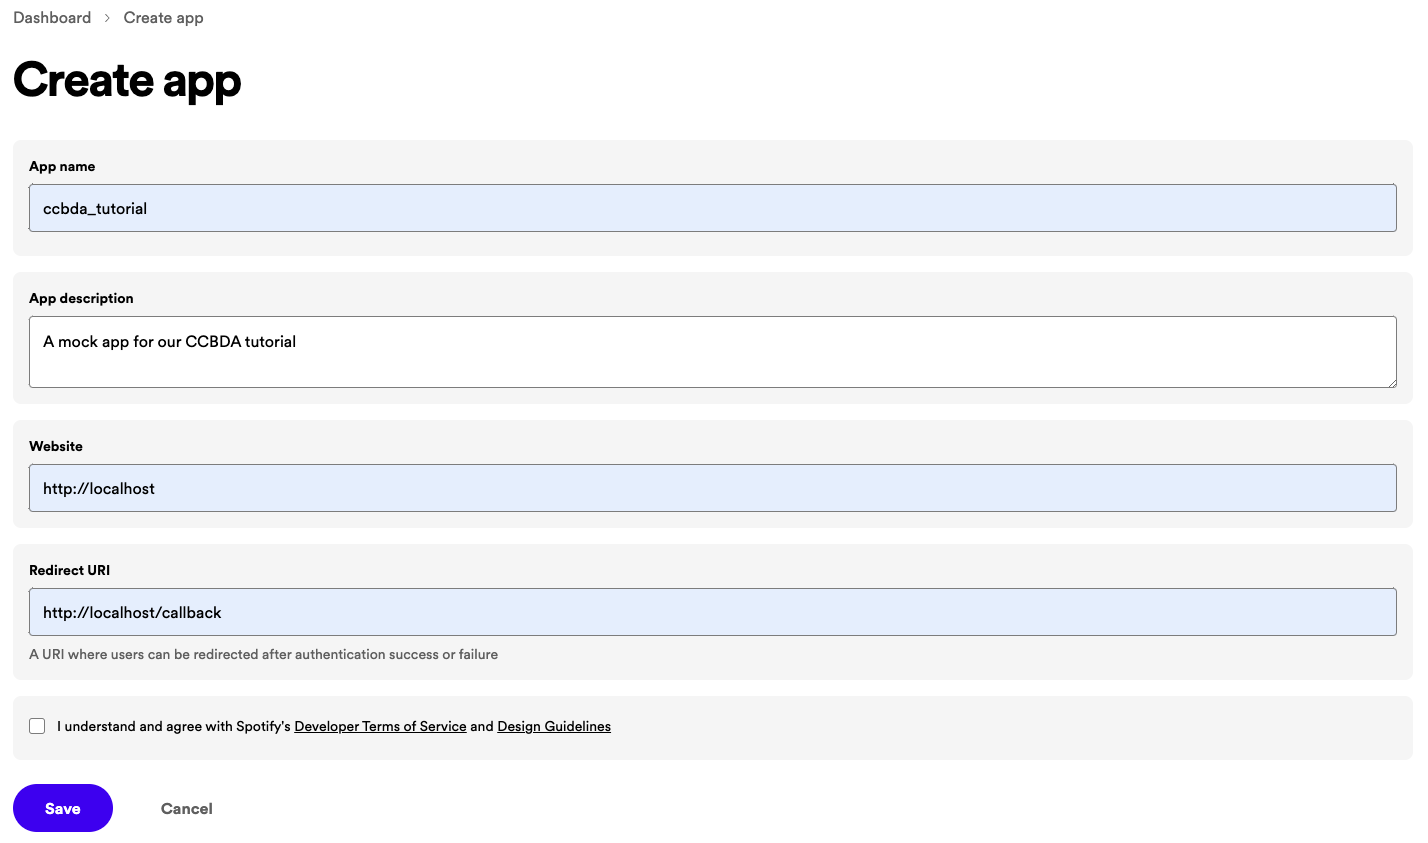 Dashboard > Create app
Create app
App name
ccbda_tutorial
App description
A mock app for our CCBDA tutorial
Website
http://localhost
Redirect URI
http://localhost/callback
A URI where users can be redirected after authentication success or failure
I understand and agree with Spotify's Developer Terms of Service and Design Guidelines
Save Cancel